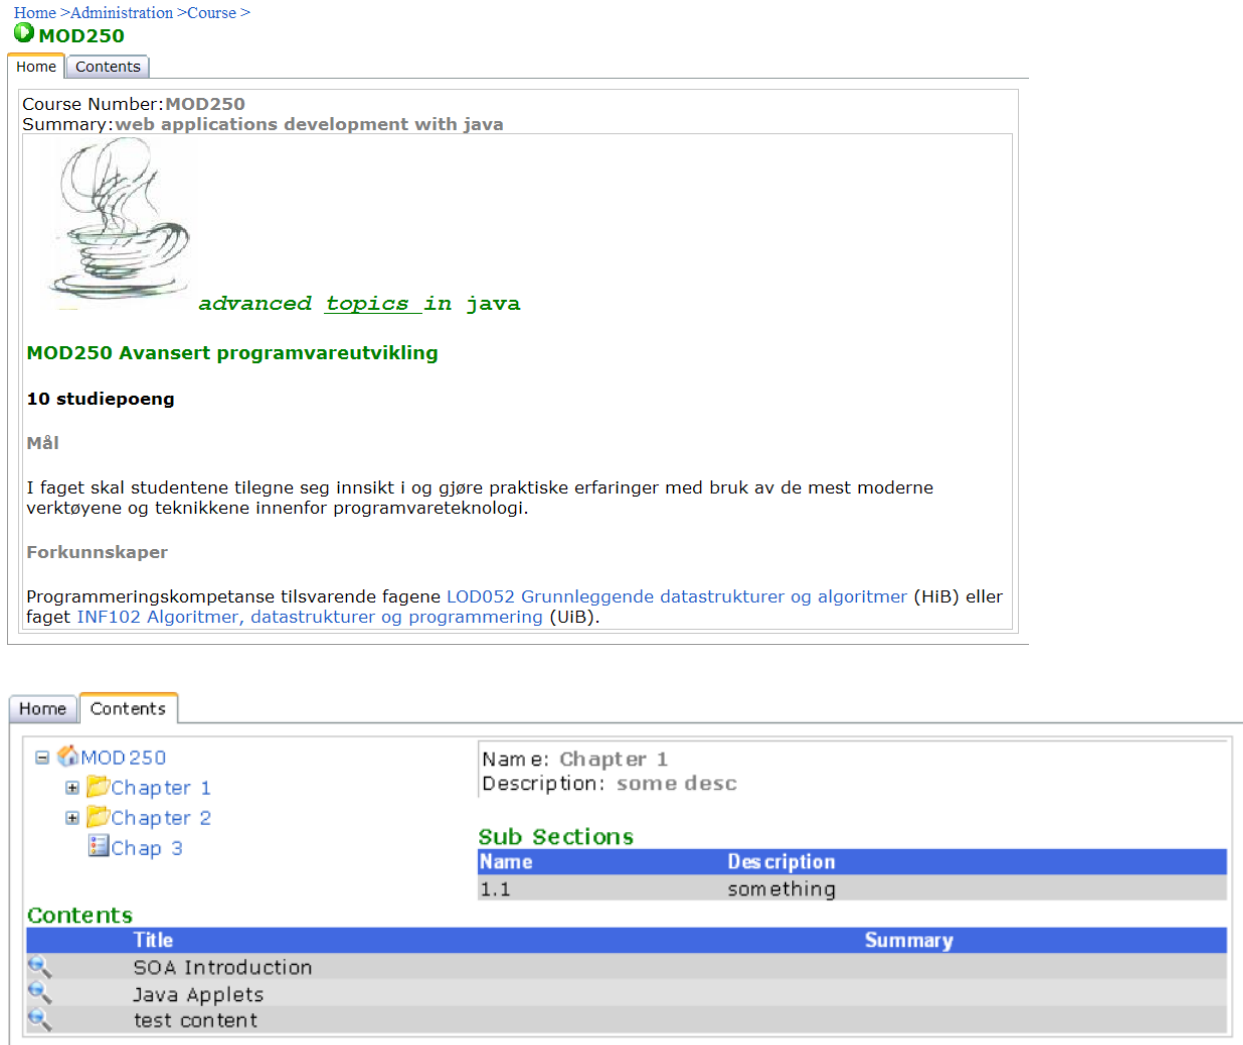 Home >Administration >Course >
MOD250
Home Contents
Course Number:MOD250
Summary:web applications development with java
advanced topics in java
MOD250 Avansert programvareutvikling
10 studiepoeng
Mål
I faget skal studentene tilegne seg innsikt i og gjøre praktiske erfaringer med bruk av de mest moderne
verktøyene og teknikkene innenfor programvareteknologi.
Forkunnskaper
Programmeringskompetanse tilsvarende fagene LOD052 Grunnleggende datastrukturer og algoritmer (HiB) eller
faget INF102 Algoritmer, datastrukturer og programmering (UiB).
Home Contents
MOD250
Chapter 1
Chapter 2
Chap 3
Name: Chapter 1
Description: some desc
Sub Sections
Name Description
1.1 something
Contents
Title Summary
SOA Introduction
Java Applets
test content